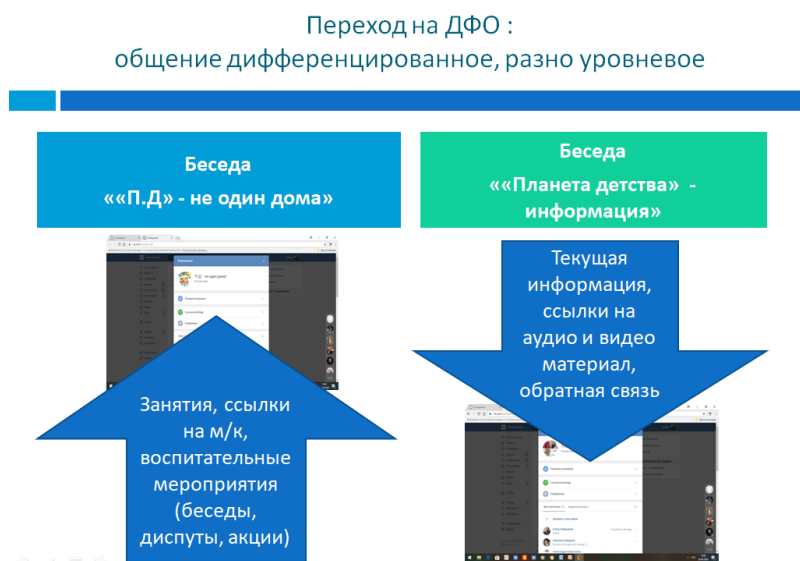 Переход на ДФО :
общение дифференцированное, разно уровневое
Беседа
««П.Д» - не один дома»
Беседа
««Планета детства» -
информация»
Текущая
информация,
ссылки на
аудио и видео
материал,
обратная связь
Занятия, ссылки
на м/к,
воспитательные
мероприятия
(беседы,
диспуты, акции)